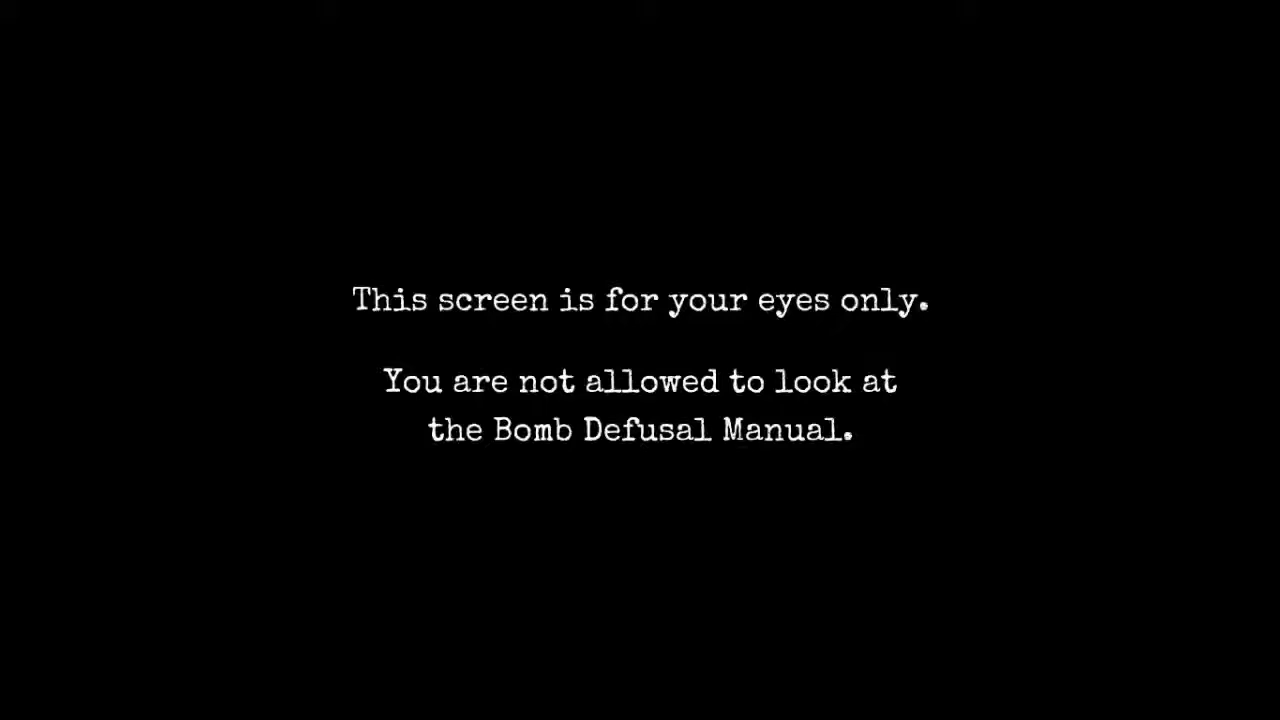 This screen is for your eyes only.
You are not allowed to look at
the Bomb Defusal Manual.